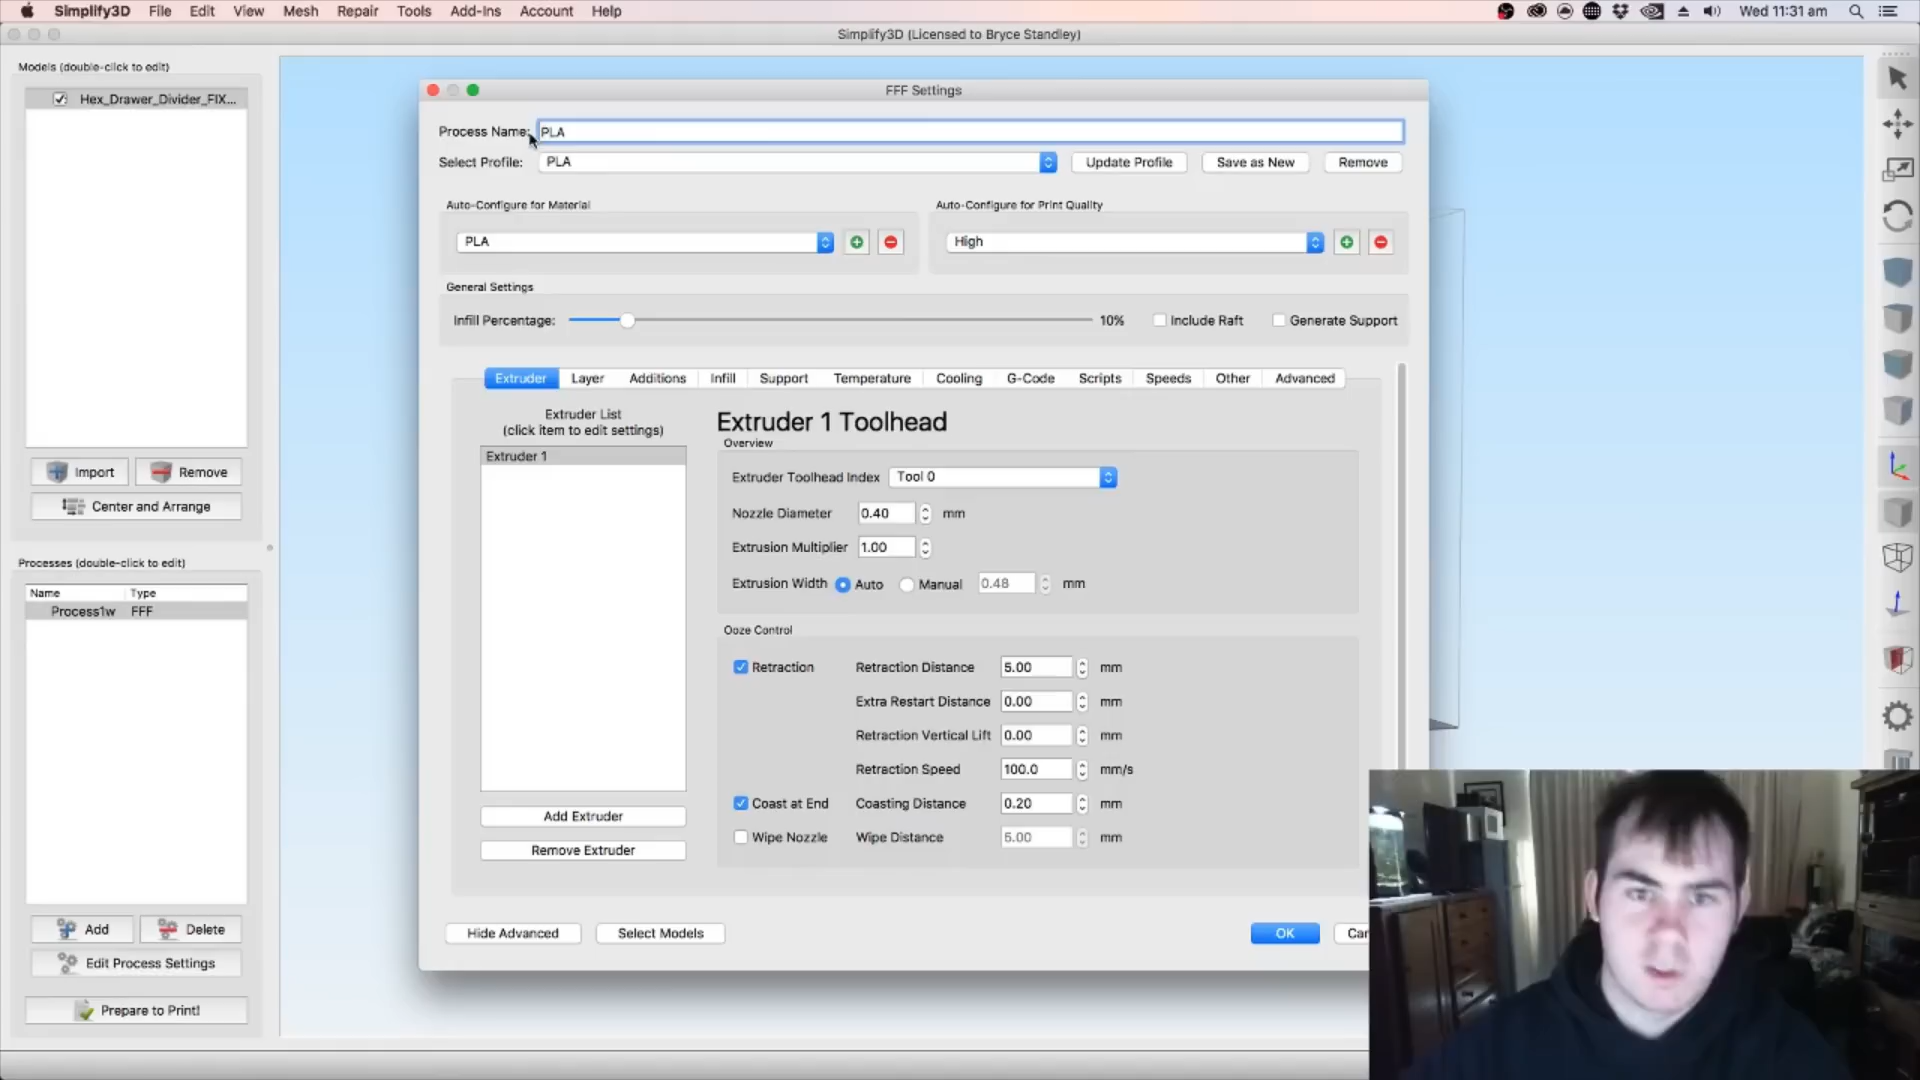 Simplify3D File Edit View Mesh Repair Tools Add-Ins Account Help Wed 11:31 am
Simplify3D (Licensed to Bryce Standley)
Models (double-click to edit)
Hex_Drawer_Divider_FIX...
Import Remove
Center and Arrange
Processes (double-click to edit)
Name Type
Process1w FFF
Add Delete
Edit Process Settings
Prepare to Print!
FFF Settings
Process Name: PLA
Select Profile: PLA Update Profile Save as New Remove
Auto-Configure for Material
PLA
Auto-Configure for Print Quality
High
General Settings
Infill Percentage: 10% Include Raft Generate Support
Extruder Layer Additions Infill Support Temperature Cooling G-Code Scripts Speeds Other Advanced
Extruder List
(click item to edit settings)
Extruder 1
Add Extruder
Remove Extruder
Extruder 1 Toolhead
Overview
Extruder Toolhead Index Tool 0
Nozzle Diameter 0.40 mm
Extrusion Multiplier 1.00
Extrusion Width Auto Manual 0.48 mm
Ooze Control
Retraction Retraction Distance 5.00 mm
Extra Restart Distance 0.00 mm
Retraction Vertical Lift 0.00 mm
Retraction Speed 100.0 mm/s
Coast at End Coasting Distance 0.20 mm
Wipe Nozzle Wipe Distance 5.00 mm
Hide Advanced Select Models OK Can